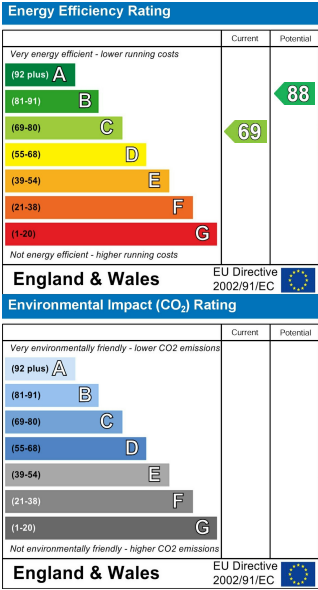 Energy Efficiency Rating
Current Potential
Very energy efficient - lower running costs
(92 plus) A
(81-91) B
88
(69-80) C
69
(55-68) D
(39-54) E
(21-38) F
(1-20) G
Not energy efficient - higher running costs
England & Wales
EU Directive
2002/91/EC
Environmental Impact (CO₂) Rating
Current Potential
Very environmentally friendly - lower CO2 emissions
(92 plus) A
(81-91) B
(69-80) C
(55-68) D
(39-54) E
(21-38) F
(1-20) G
Not environmentally friendly - higher CO2 emissions
England & Wales
EU Directive
2002/91/EC